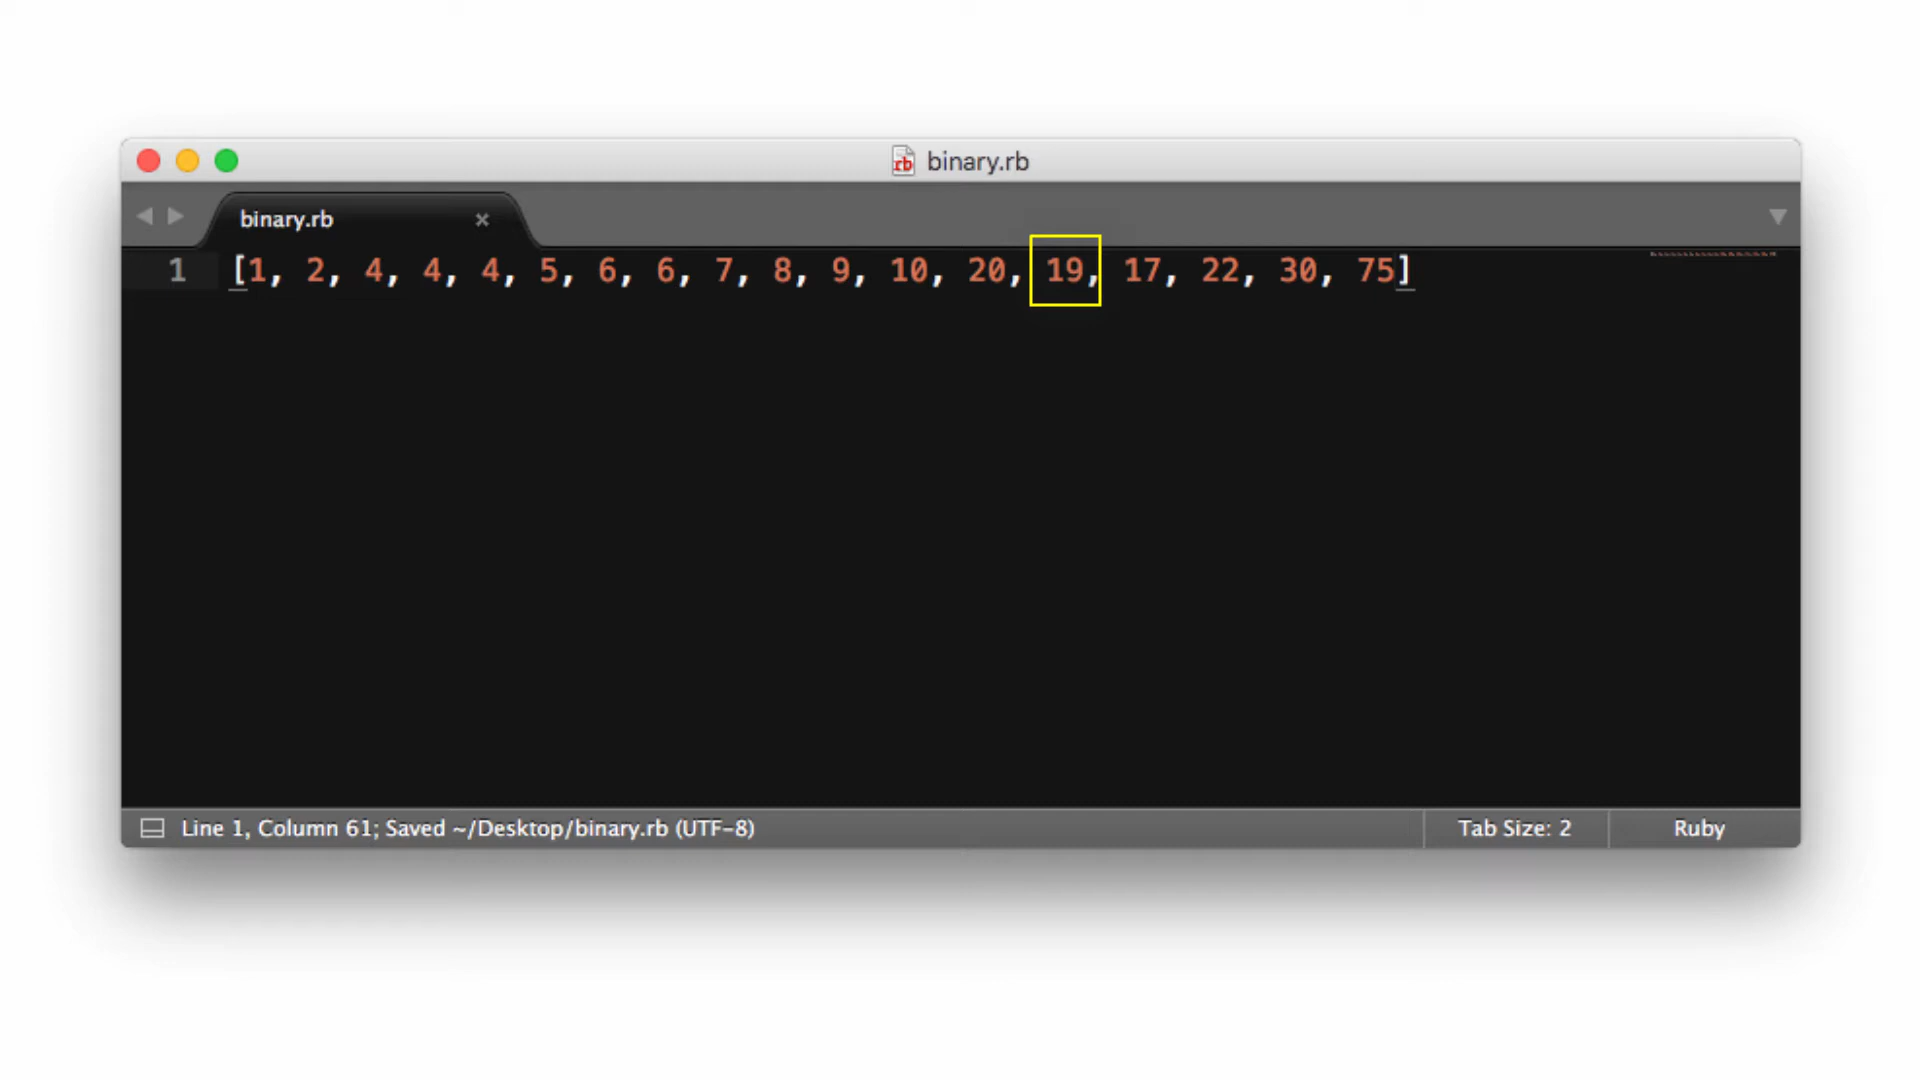 rb binary.rb
binary.rb ×
1 [1, 2, 4, 4, 4, 5, 6, 6, 7, 8, 9, 10, 20, 19, 17, 22, 30, 75]
Line 1, Column 61; Saved ~/Desktop/binary.rb (UTF-8) Tab Size: 2 Ruby